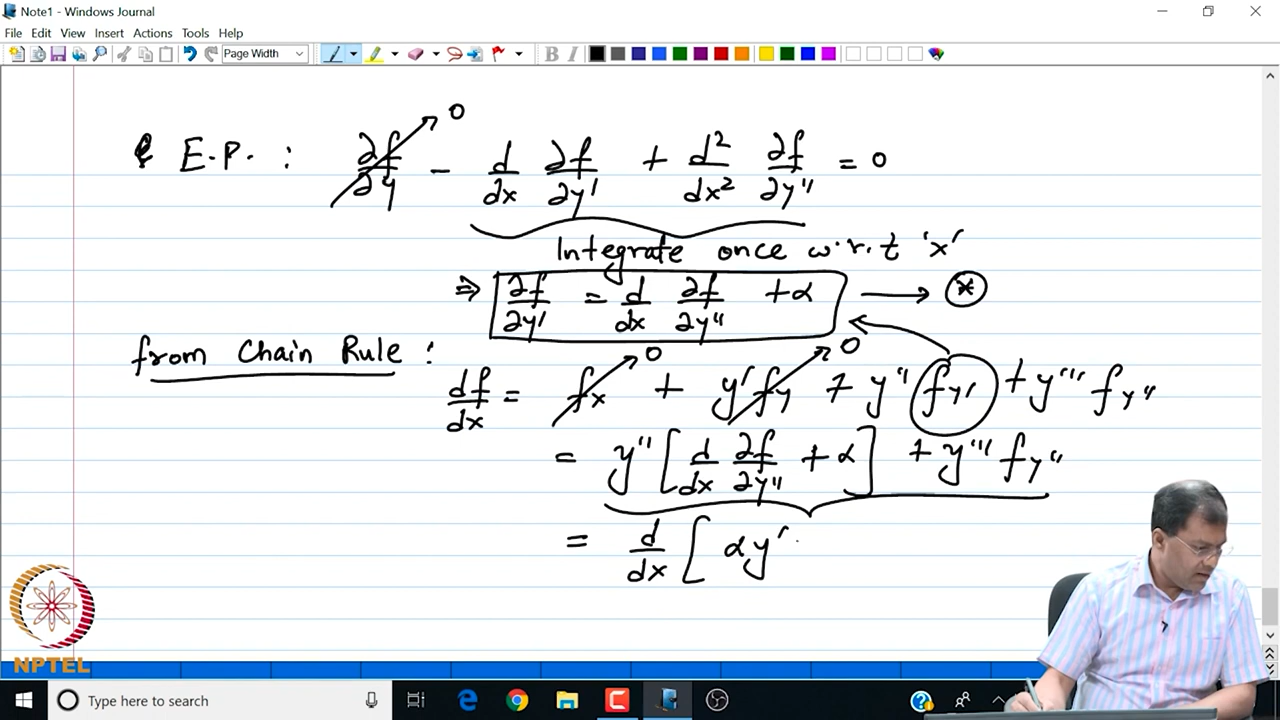 Note1 - Windows Journal
File Edit View Insert Actions Tools Help
Page Width
B I
E.P. : ∂f/∂y → 0 - d/dx ∂f/∂y' + d²/dx² ∂f/∂y'' = 0
Integrate once w.r.t 'x'
⇒ ∂f/∂y' = d/dx ∂f/∂y'' + α → *
from Chain Rule :
df/dx = fx → 0 + y'fy → 0 + y'' fy' + y''' fy''
= y'' [ d/dx ∂f/∂y'' + α ] + y''' fy''
= d/dx [ αy'
NPTEL
Type here to search